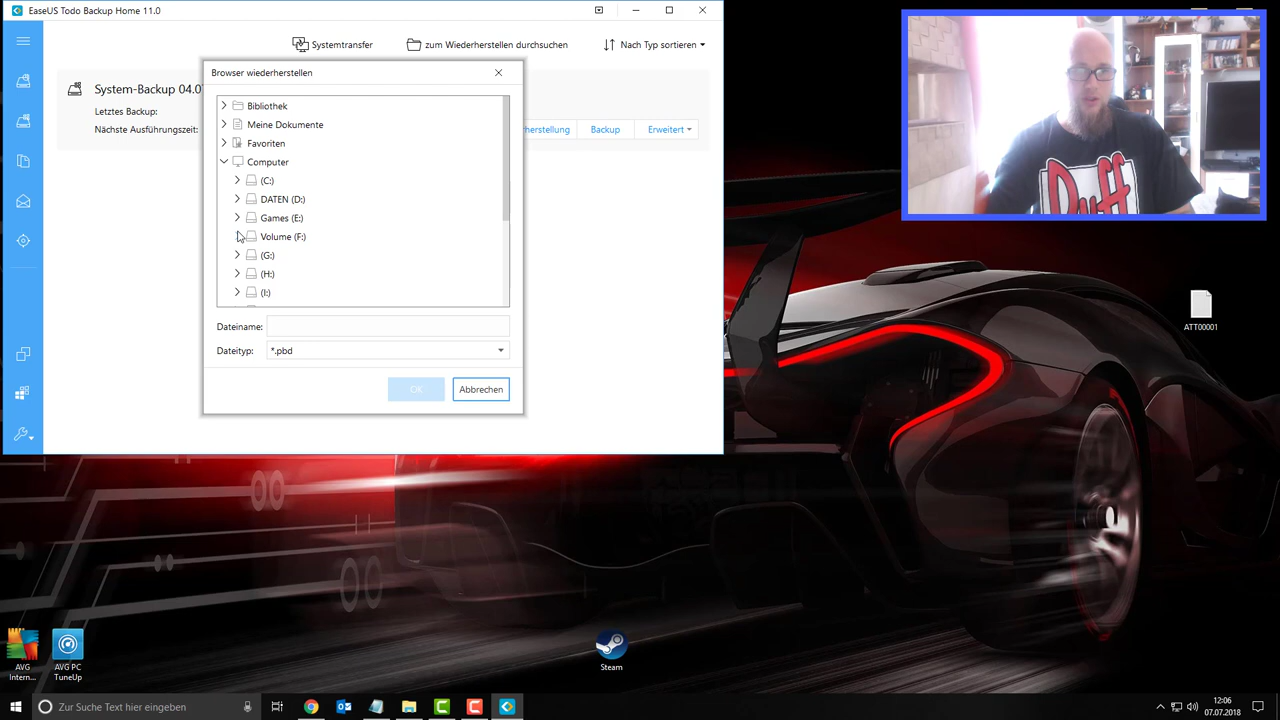 EaseUS Todo Backup Home 11.0
Systemtransfer
zum Wiederherstellen durchsuchen
Nach Typ sortieren
System-Backup 04.0
Letztes Backup:
Nächste Ausführungszeit:
herstellung
Backup
Erweitert
Browser wiederherstellen
Bibliothek
Meine Dokumente
Favoriten
Computer
(C:)
DATEN (D:)
Games (E:)
Volume (F:)
(G:)
(H:)
(I:)
Dateiname:
Dateityp:
*.pbd
OK
Abbrechen
Duff
ATT00001
AVG
Intern...
AVG PC
TuneUp
Steam
Zur Suche Text hier eingeben
12:06
07.07.2018